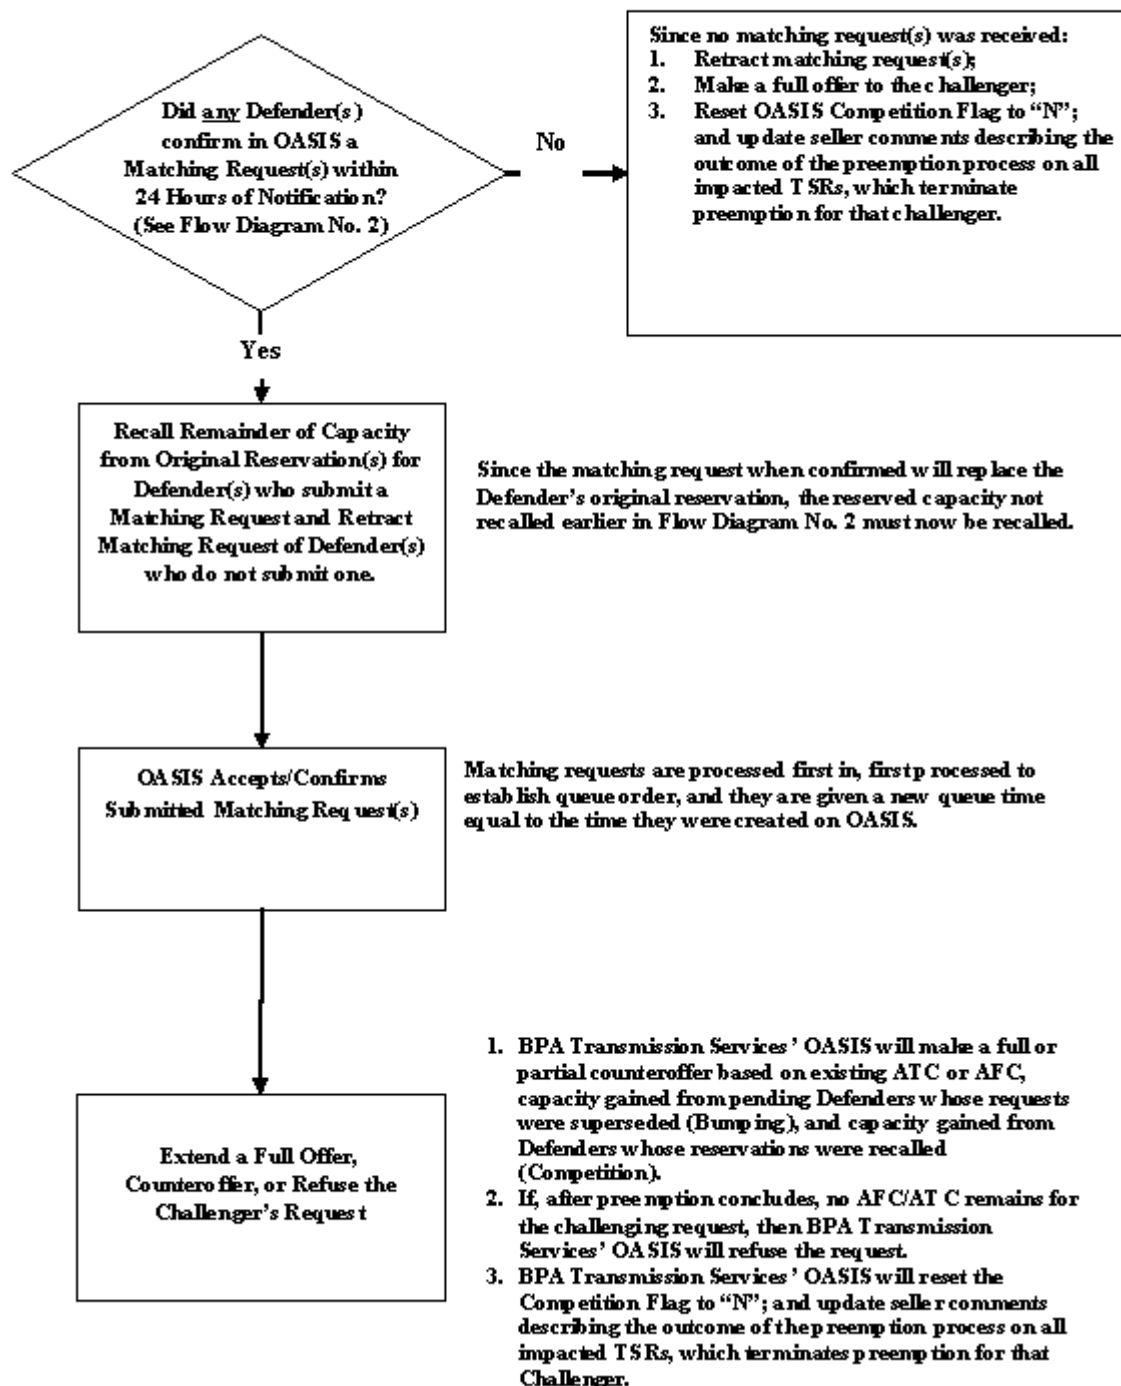 Did any Defender(s)
confirm in OASIS a
Matching Request(s) within
24 Hours of Notification?
(See Flow Diagram No. 2)
No
Since no matching request(s) was received:
1. Retract matching request(s);
2. Make a full offer to the challenger;
3. Reset OASIS Competition Flag to “N”;
and update seller comments describing the
outcome of the preemption process on all
impacted TSRs, which terminate
preemption for that challenger.
Yes
Recall Remainder of Capacity
from Original Reservation(s) for
Defender(s) who submit a
Matching Request and Retract
Matching Request of Defender(s)
who do not submit one.
Since the matching request when confirmed will replace the
Defender’s original reservation, the reserved capacity not
recalled earlier in Flow Diagram No. 2 must now be recalled.
OASIS Accepts/Confirms
Submitted Matching Request(s)
Matching requests are processed first in, first processed to
establish queue order, and they are given a new queue time
equal to the time they were created on OASIS.
Extend a Full Offer,
Counteroffer, or Refuse the
Challenger’s Request
1. BPA Transmission Services’ OASIS will make a full or
partial counteroffer based on existing ATC or AFC,
capacity gained from pending Defenders whose requests
were superseded (Bumping), and capacity gained from
Defenders whose reservations were recalled
(Competition).
2. If, after preemption concludes, no AFC/ATC remains for
the challenging request, then BPA Transmission
Services’ OASIS will refuse the request.
3. BPA Transmission Services’ OASIS will reset the
Competition Flag to “N”; and update seller comments
describing the outcome of the preemption process on all
impacted TSRs, which terminates preemption for that
Challenger.